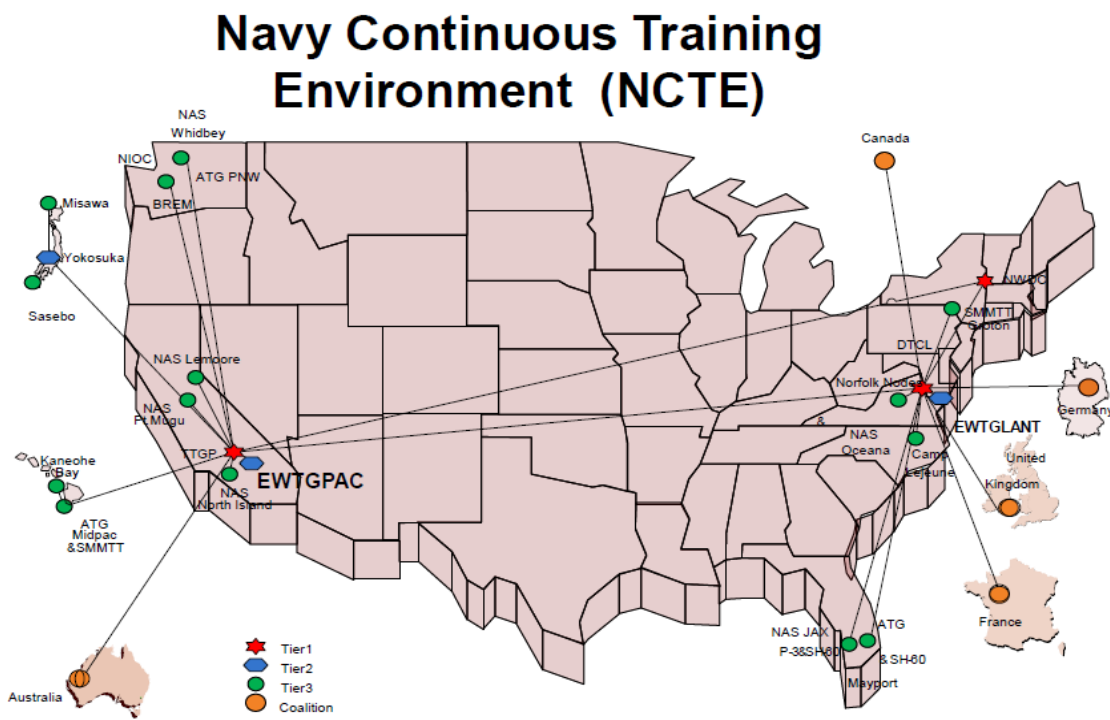 Navy Continuous Training
Environment (NCTE)
NAS
Whidbey
NIOC
ATG PNW
BREM
Canada
Misawa
Yokosuka
Sasebo
NWDC
SMMTT
Groton
DTCL
NAS Lemoore
NAS
Pt.Mugu
Norfolk Nodes
Germany
&
EWTGLANT
NAS
Oceana
Camp
Lejeune
United
Kingdom
TTGP
EWTGPAC
NAS
North Island
Kaneohe
Bay
ATG
Midpac
&SMMTT
France
NAS JAX
P-3&SH-60
ATG
& SH-60
Mayport
Australia
Tier1
Tier2
Tier3
Coalition